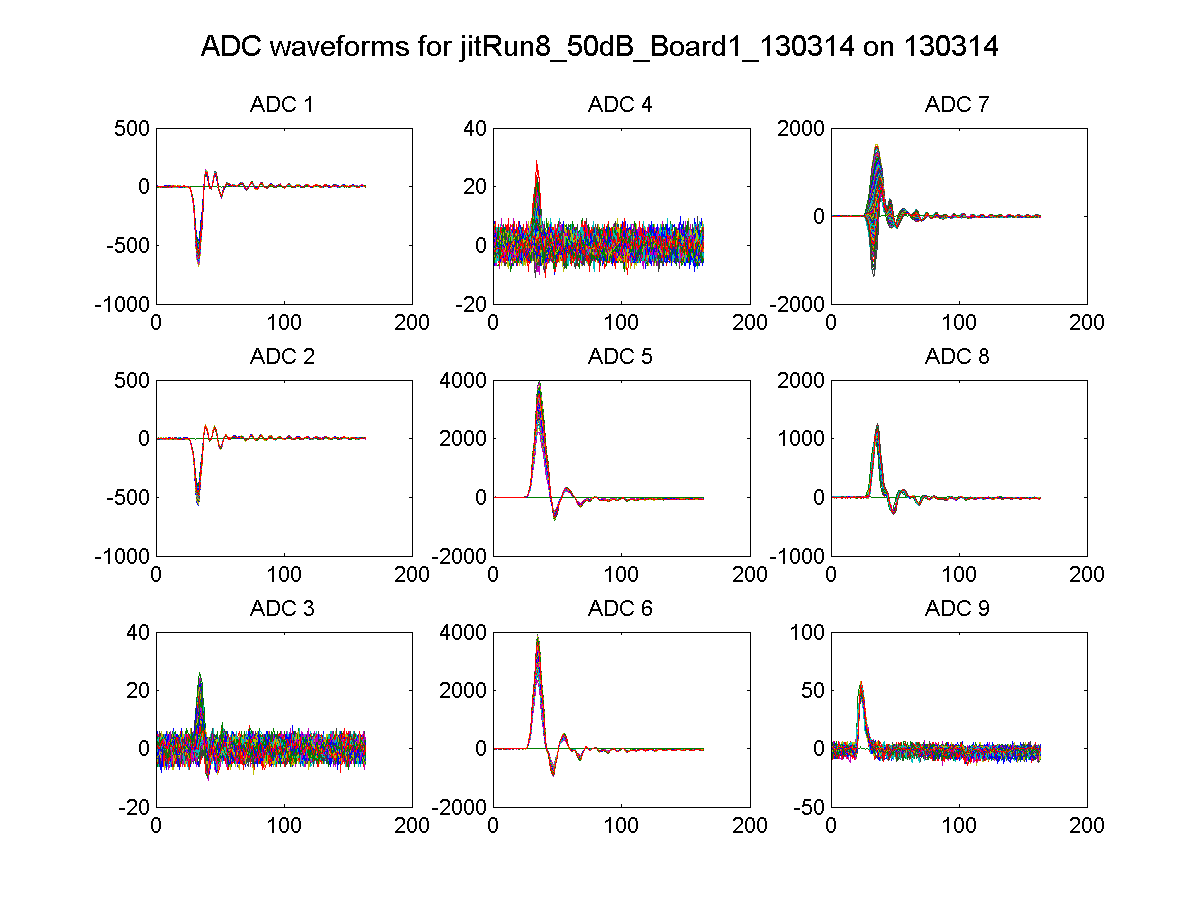 ADC waveforms for jitRun8_50dB_Board1_130314 on 130314
ADC 1
500
0
-500
-1000
0 100 200
ADC 4
40
20
0
-20
0 100 200
ADC 7
2000
0
-2000
0 100 200
ADC 2
500
0
-500
-1000
0 100 200
ADC 5
4000
2000
0
-2000
0 100 200
ADC 8
2000
1000
0
-1000
0 100 200
ADC 3
40
20
0
-20
0 100 200
ADC 6
4000
2000
0
-2000
0 100 200
ADC 9
100
50
0
-50
0 100 200